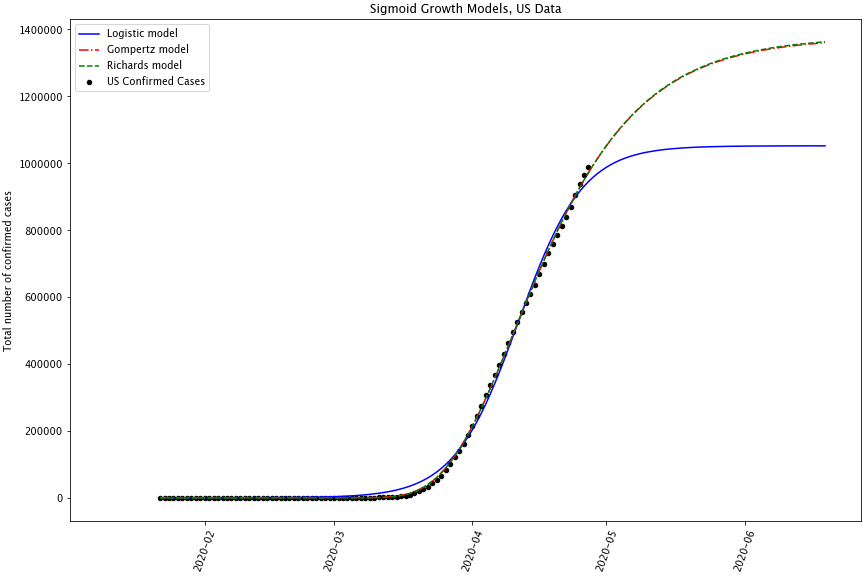 Sigmoid Growth Models, US Data
Logistic model
Gompertz model
Richards model
US Confirmed Cases
Total number of confirmed cases
1400000
1200000
1000000
800000
600000
400000
200000
0
2020-02
2020-03
2020-04
2020-05
2020-06